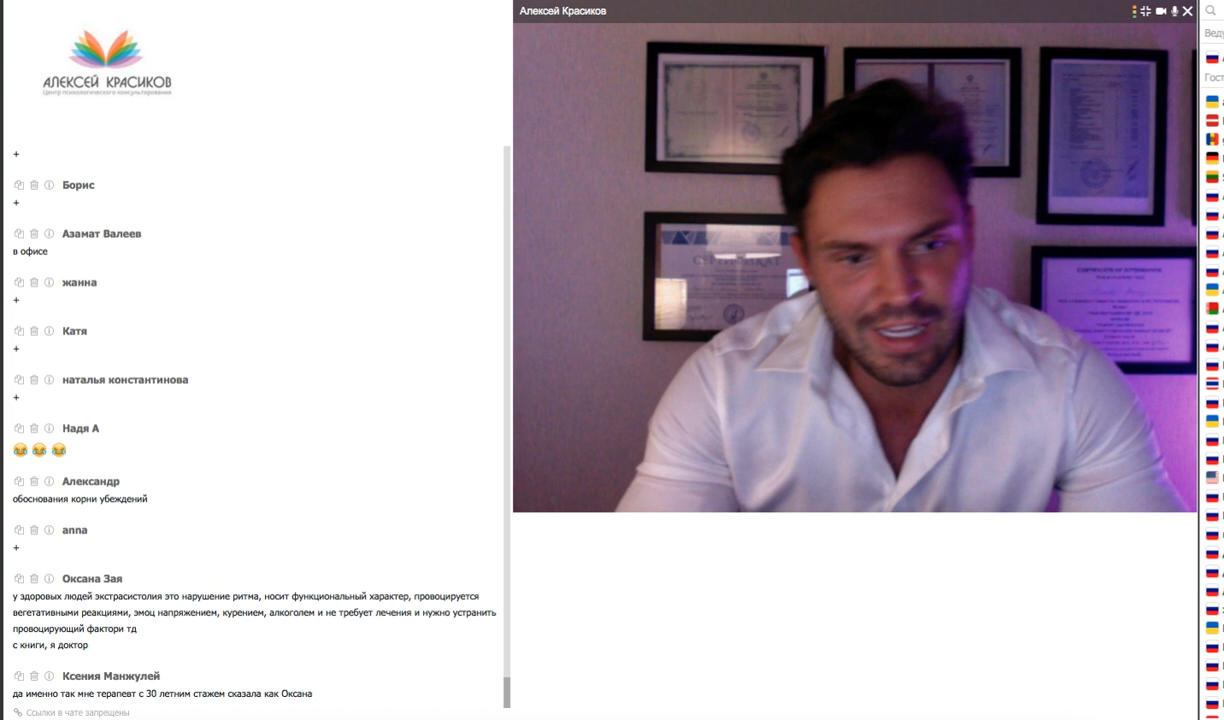 АЛЕКСЕЙ КРАСИКОВ
Центр психологического консультирования
+
Борис
+
Азамат Валеев
в офисе
жанна
+
Катя
+
наталья константинова
+
Надя А
Александр
обоснования корни убеждений
anna
+
Оксана Зая
у здоровых людей экстрасистолия это нарушение ритма, носит функциональный характер, провоцируется
вегетативными реакциями, эмоц напряжением, курением, алкоголем и не требует лечения и нужно устранить
провоцирующий фактори тд
с книги, я доктор
Ксения Манжулей
да именно так мне терапевт с 30 летним стажем сказала как Оксана
Ссылки в чате запрещены
Алексей Красиков
СЕРТИФИКАТ
Веду
Гост